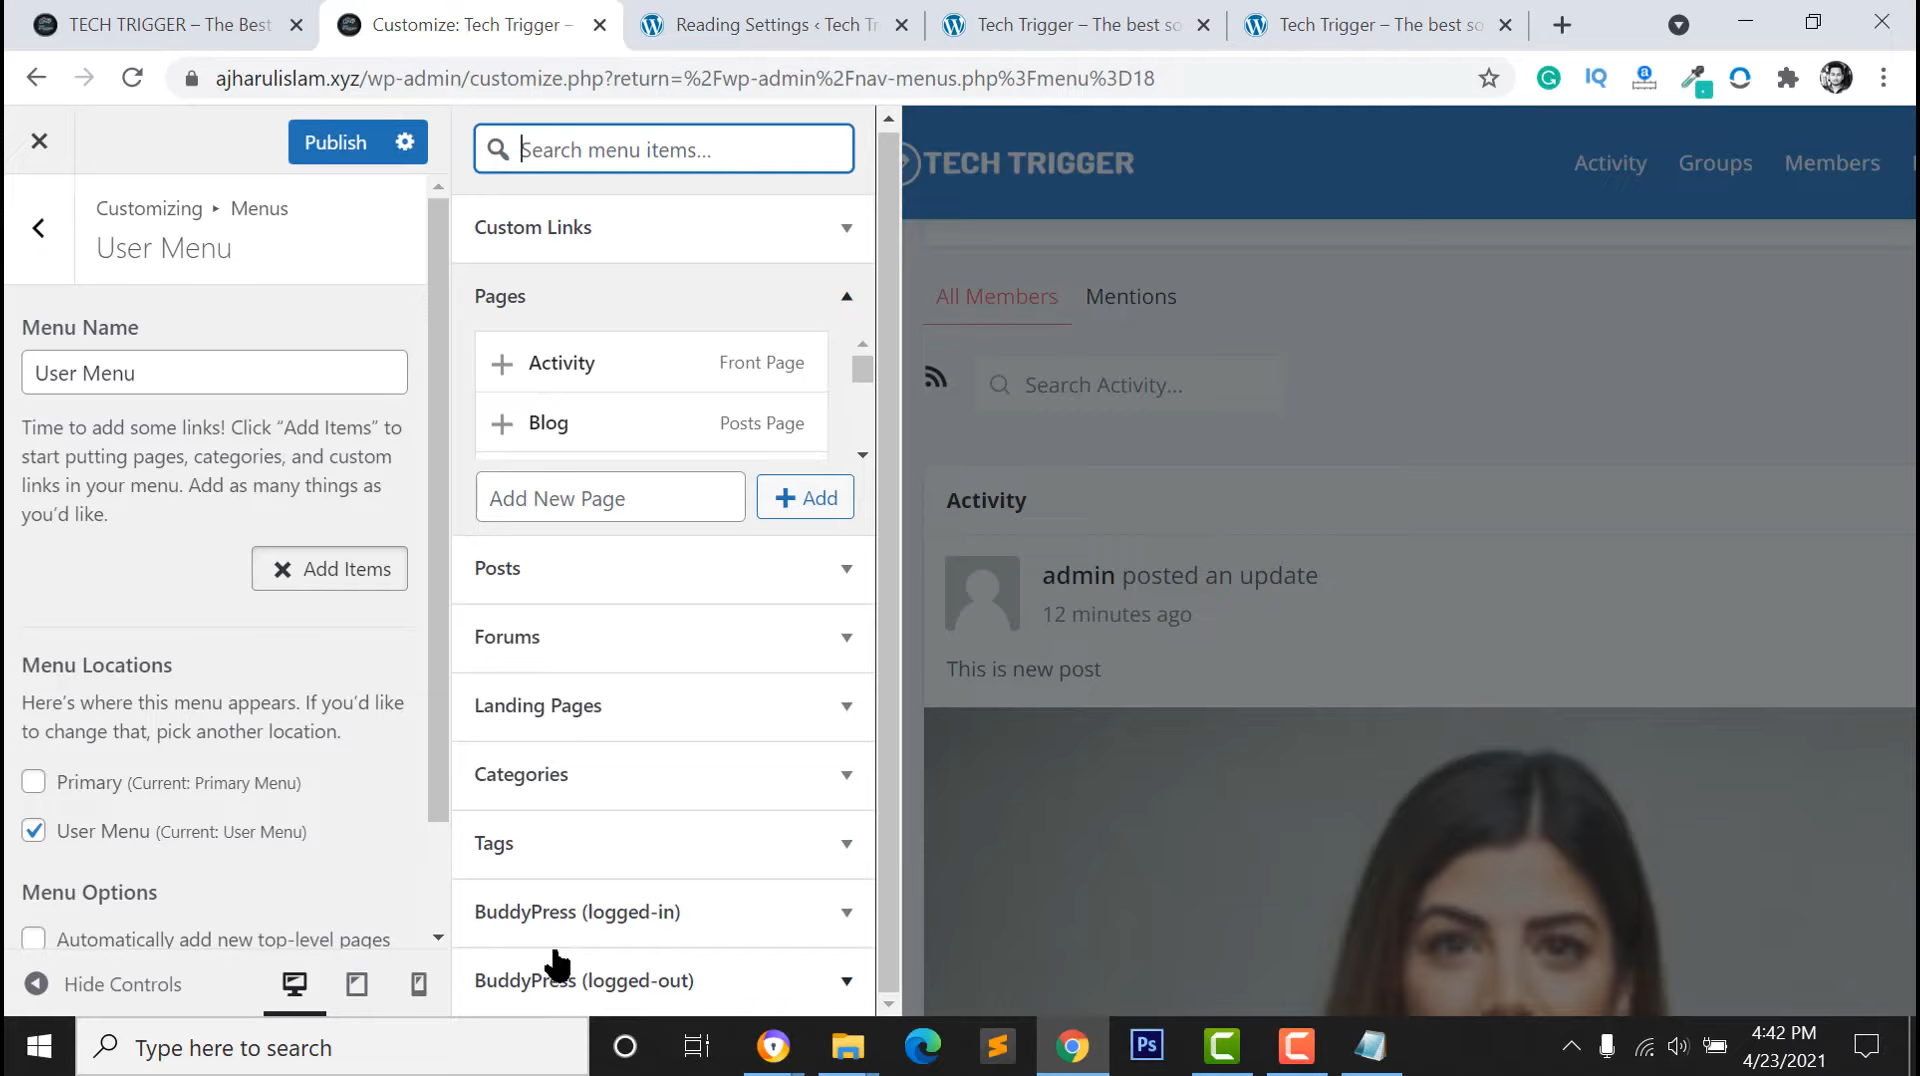 TECH TRIGGER – The Best
Customize: Tech Trigger –
Reading Settings ‹ Tech Tr
Tech Trigger – The best so
Tech Trigger – The best so
ajharulislam.xyz/wp-admin/customize.php?return=%2Fwp-admin%2Fnav-menus.php%3Fmenu%3D18
Publish
Customizing ▸ Menus
User Menu
Menu Name
User Menu
Time to add some links! Click “Add Items” to
start putting pages, categories, and custom
links in your menu. Add as many things as
you’d like.
Add Items
Menu Locations
Here’s where this menu appears. If you’d like
to change that, pick another location.
Primary (Current: Primary Menu)
User Menu (Current: User Menu)
Menu Options
Automatically add new top-level pages
Hide Controls
Search menu items...
Custom Links
Pages
Activity Front Page
Blog Posts Page
Add New Page
Add
Posts
Forums
Landing Pages
Categories
Tags
BuddyPress (logged-in)
BuddyPress (logged-out)
TECH TRIGGER
Activity Groups Members
All Members Mentions
Search Activity...
Activity
admin posted an update
12 minutes ago
This is new post
Type here to search
Ps
4:42 PM
4/23/2021